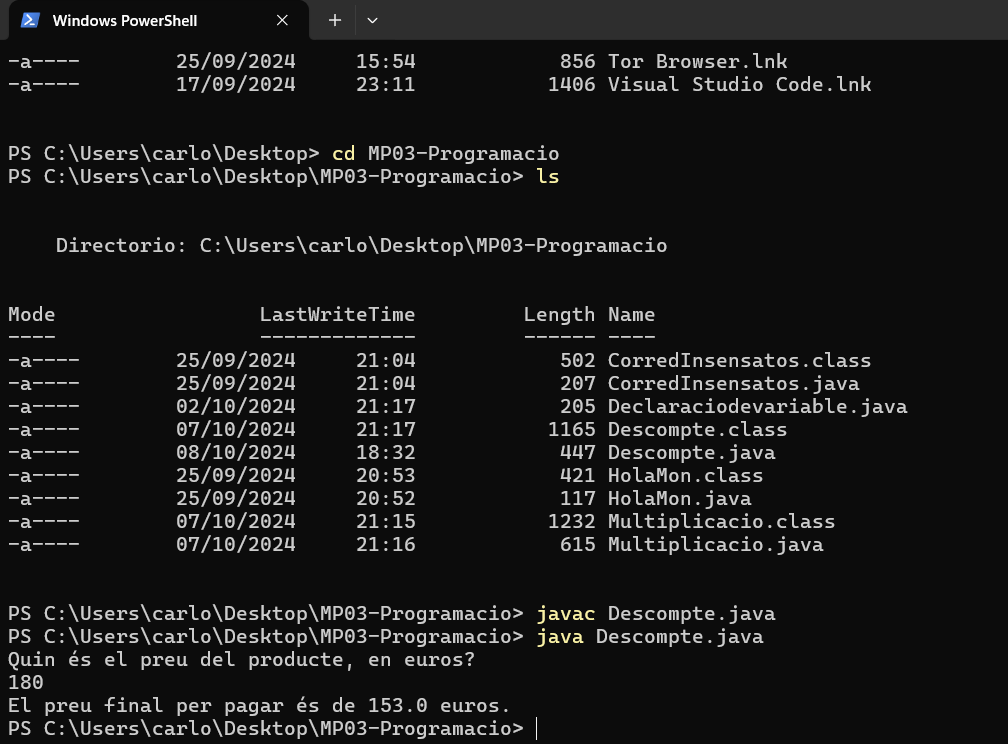 Windows PowerShell
-a---- 25/09/2024 15:54 856 Tor Browser.lnk
-a---- 17/09/2024 23:11 1406 Visual Studio Code.lnk
PS C:\Users\carlo\Desktop> cd MP03-Programacio
PS C:\Users\carlo\Desktop\MP03-Programacio> ls
Directorio: C:\Users\carlo\Desktop\MP03-Programacio
Mode LastWriteTime Length Name
---- ------------- ------ ----
-a---- 25/09/2024 21:04 502 CorredInsensatos.class
-a---- 25/09/2024 21:04 207 CorredInsensatos.java
-a---- 02/10/2024 21:17 205 Declaraciodevariable.java
-a---- 07/10/2024 21:17 1165 Descompte.class
-a---- 08/10/2024 18:32 447 Descompte.java
-a---- 25/09/2024 20:53 421 HolaMon.class
-a---- 25/09/2024 20:52 117 HolaMon.java
-a---- 07/10/2024 21:15 1232 Multiplicacio.class
-a---- 07/10/2024 21:16 615 Multiplicacio.java
PS C:\Users\carlo\Desktop\MP03-Programacio> javac Descompte.java
PS C:\Users\carlo\Desktop\MP03-Programacio> java Descompte.java
Quin és el preu del producte, en euros?
180
El preu final per pagar és de 153.0 euros.
PS C:\Users\carlo\Desktop\MP03-Programacio>